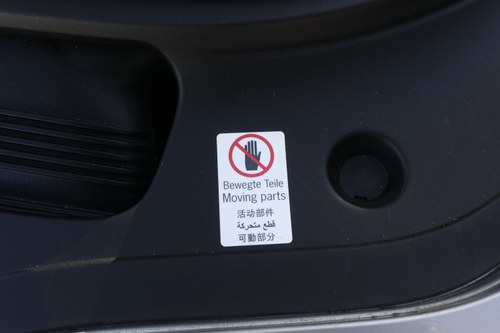 Bewegte Teile
Moving parts
活动部件
قطع متحركة
可動部分